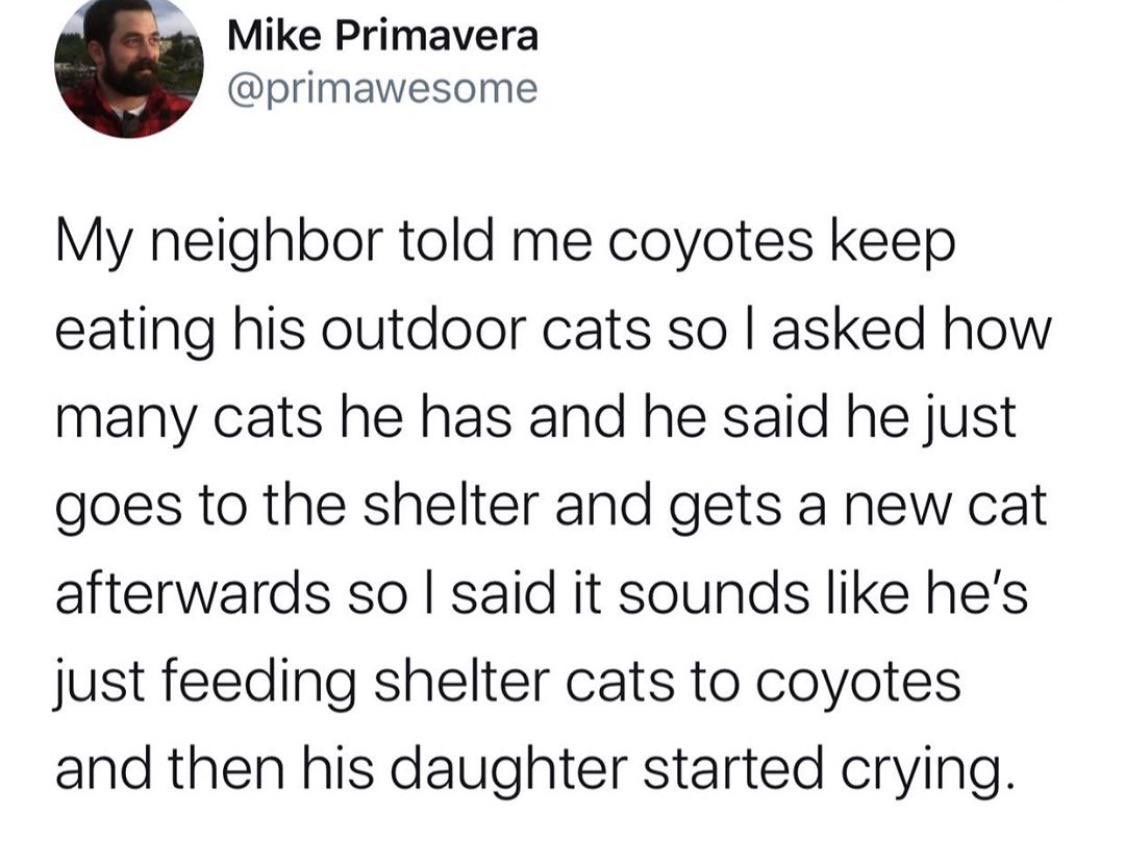 Mike Primavera
@primawesome
My neighbor told me coyotes keep
eating his outdoor cats so I asked how
many cats he has and he said he just
goes to the shelter and gets a new cat
afterwards so I said it sounds like he’s
just feeding shelter cats to coyotes
and then his daughter started crying.